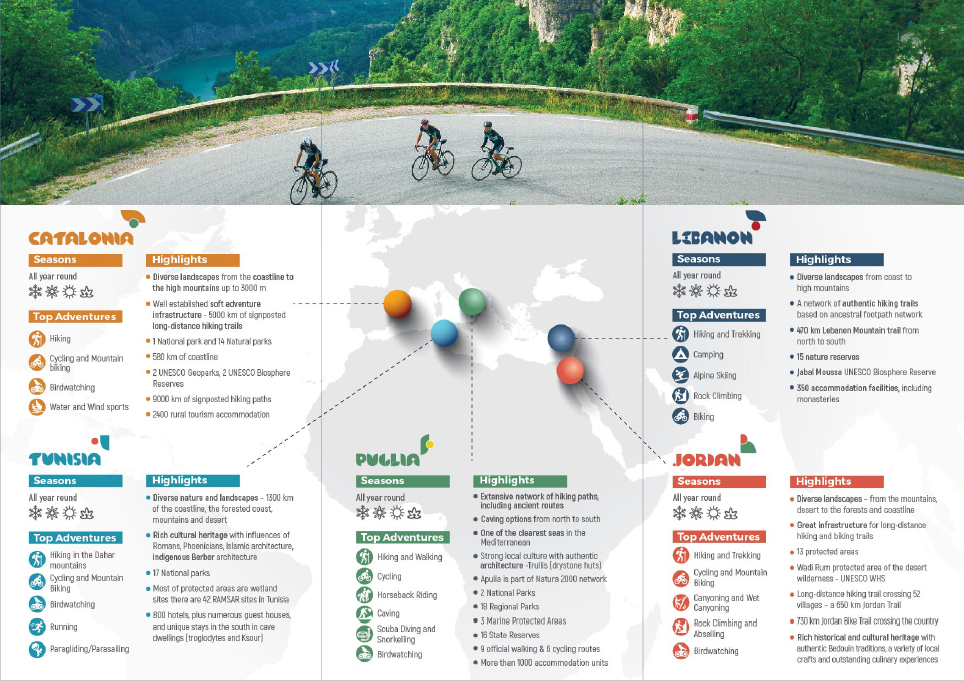 CATALONIA
Seasons
All year round
Top Adventures
Hiking
Cycling and Mountain
biking
Birdwatching
Water and Wind sports
Highlights
Diverse landscapes from the coastline to
the high mountains up to 3000 m
Well established soft adventure
infrastructure - 5000 km of signposted
long-distance hiking trails
1 National park and 14 Natural parks
580 km of coastline
2 UNESCO Geoparks, 2 UNESCO Biosphere
Reserves
9000 km of signposted hiking paths
2400 rural tourism accommodation
LEBANON
Seasons
All year round
Top Adventures
Hiking and Trekking
Camping
Alpine Skiing
Rock Climbing
Biking
Highlights
Diverse landscapes from coast to
high mountains
A network of authentic hiking trails
based on ancestral footpath network
470 km Lebanon Mountain trail from
north to south
15 nature reserves
Jabal Moussa UNESCO Biosphere Reserve
350 accommodation facilities, including
monasteries
TUNISIA
Seasons
All year round
Top Adventures
Hiking in the Dahar
mountains
Cycling and Mountain
Biking
Birdwatching
Running
Paragliding/Parasailing
Highlights
Diverse nature and landscapes - 1300 km
of the coastline, the forested coast,
mountains and desert
Rich cultural heritage with influences of
Romans, Phoenicians, Islamic architecture,
indigenous Berber architecture
17 National parks
Most of protected areas are wetland
sites there are 42 RAMSAR sites in Tunisia
800 hotels, plus numerous guest houses,
and unique stays in the south in cave
dwellings (troglodytes and Ksour)
PUGLIA
Seasons
All year round
Top Adventures
Hiking and Walking
Cycling
Horseback Riding
Caving
Scuba Diving and
Snorkelling
Birdwatching
Highlights
Extensive network of hiking paths,
including ancient routes
Caving options from north to south
One of the clearest seas in the
Mediterranean
Strong local culture with authentic
architecture -Trullis (drystone huts)
Apulia is part of Natura 2000 network
2 National Parks
18 Regional Parks
3 Marine Protected Areas
16 State Reserves
9 official walking & 6 cycling routes
More than 1000 accommodation units
JORDAN
Seasons
All year round
Top Adventures
Hiking and Trekking
Cycling and Mountain
Biking
Canyoning and Wet
Canyoning
Rock Climbing and
Abseiling
Birdwatching
Highlights
Diverse landscapes – from the mountains,
desert to the forests and coastline
Great infrastructure for long-distance
hiking and biking trails
13 protected areas
Wadi Rum protected area of the desert
wilderness - UNESCO WHS
Long-distance hiking trail crossing 52
villages – a 650 km Jordan Trail
730 km Jordan Bike Trail crossing the country
Rich historical and cultural heritage with
authentic Bedouin traditions, a variety of local
crafts and outstanding culinary experiences